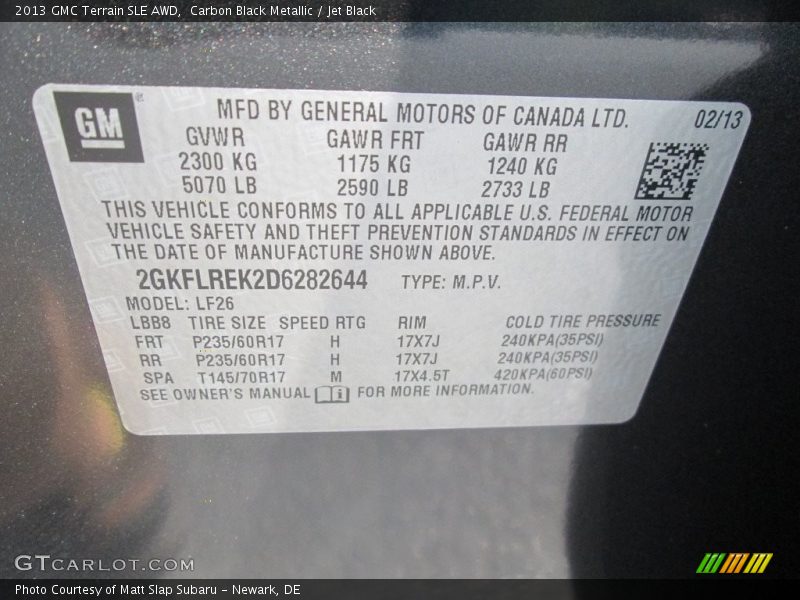 2013 GMC Terrain SLE AWD,  Carbon Black Metallic / Jet Black
GM
MFD BY GENERAL MOTORS OF CANADA LTD. 02/13
GVWR GAWR FRT GAWR RR
2300 KG 1175 KG 1240 KG
5070 LB 2590 LB 2733 LB
THIS VEHICLE CONFORMS TO ALL APPLICABLE U.S. FEDERAL MOTOR
VEHICLE SAFETY AND THEFT PREVENTION STANDARDS IN EFFECT ON
THE DATE OF MANUFACTURE SHOWN ABOVE.
2GKFLREK2D6282644 TYPE: M.P.V.
MODEL: LF26
LBB8 TIRE SIZE SPEED RTG RIM COLD TIRE PRESSURE
FRT P235/60R17 H 17X7J 240KPA(35PSI)
RR P235/60R17 H 17X7J 240KPA(35PSI)
SPA T145/70R17 M 17X4.5T 420KPA(60PSI)
SEE OWNER'S MANUAL i FOR MORE INFORMATION.
GTCARLOT.COM
Photo Courtesy of Matt Slap Subaru - Newark, DE